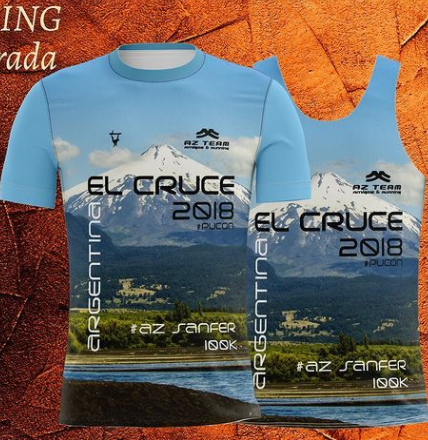 ING
rada
AZ TEAM
EL CRUCE
2018
#PUCON
ARGENTINA
#AZ SANFER
100K
AZ TEAM
EL CRUCE
2018
#PUCON
ARGENTINA
#AZ SANFER
100K